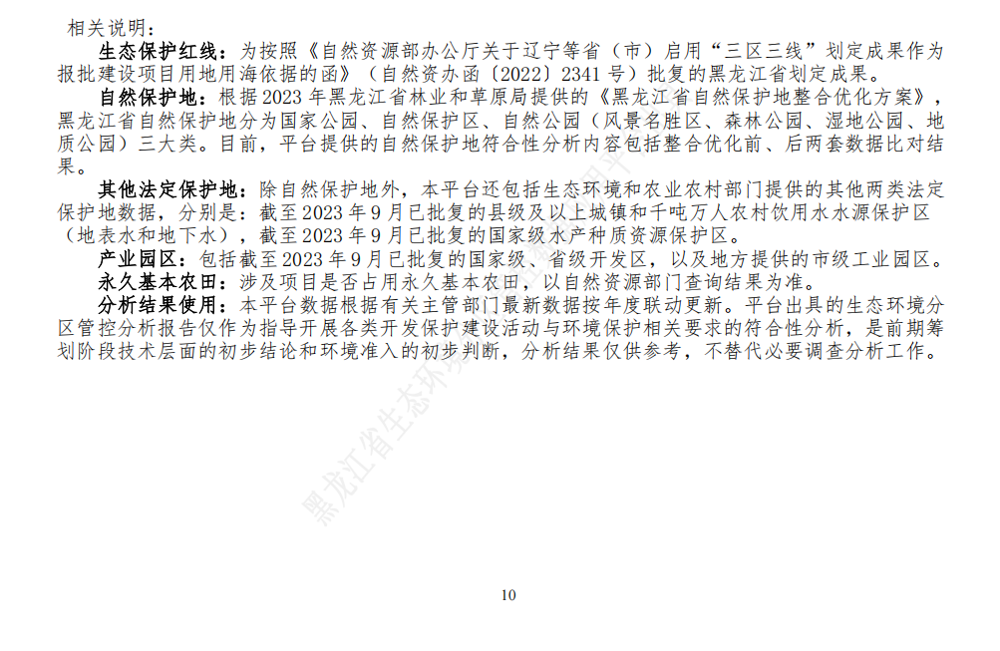 相关说明：
生态保护红线：为按照《自然资源部办公厅关于辽宁等省（市）启用“三区三线”划定成果作为
报批建设项目用地用海依据的函》（自然资办函〔2022〕2341 号）批复的黑龙江省划定成果。
自然保护地：根据 2023 年黑龙江省林业和草原局提供的《黑龙江省自然保护地整合优化方案》，
黑龙江省自然保护地分为国家公园、自然保护区、自然公园（风景名胜区、森林公园、湿地公园、地
质公园）三大类。目前，平台提供的自然保护地符合性分析内容包括整合优化前、后两套数据比对结
果。
其他法定保护地：除自然保护地外，本平台还包括生态环境和农业农村部门提供的其他两类法定
保护地数据，分别是：截至 2023 年 9 月已批复的县级及以上城镇和千吨万人农村饮用水水源保护区
（地表水和地下水），截至 2023 年 9 月已批复的国家级水产种质资源保护区。
产业园区：包括截至 2023 年 9 月已批复的国家级、省级开发区，以及地方提供的市级工业园区。
永久基本农田：涉及项目是否占用永久基本农田，以自然资源部门查询结果为准。
分析结果使用：本平台数据根据有关主管部门最新数据按年度联动更新。平台出具的生态环境分
区管控分析报告仅作为指导开展各类开发保护建设活动与环境保护相关要求的符合性分析，是前期筹
划阶段技术层面的初步结论和环境准入的初步判断，分析结果仅供参考，不替代必要调查分析工作。
黑龙江省生态环境
10